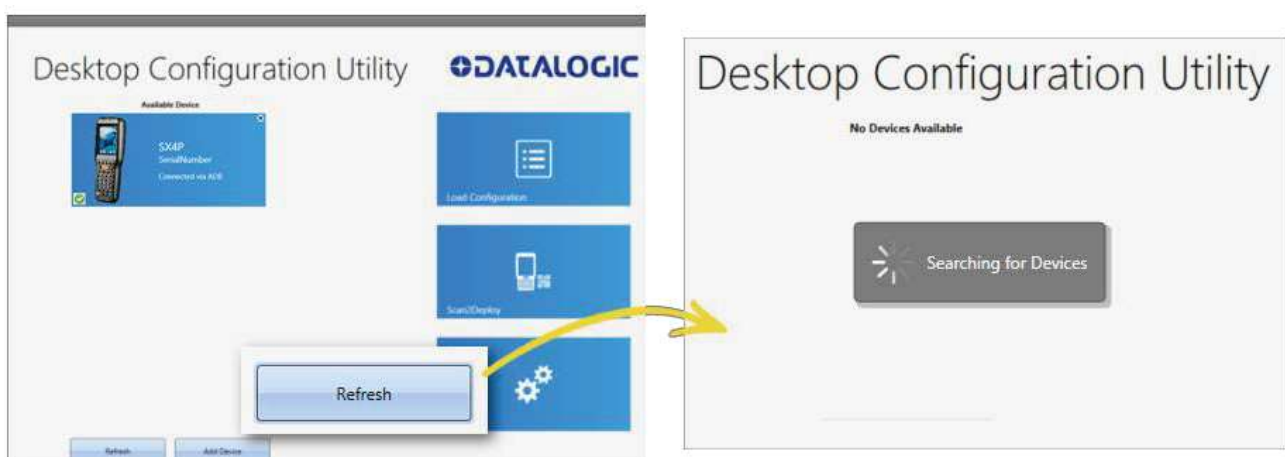 Desktop Configuration Utility
DATALOGIC
Available Device
SX4P
SerialNumber
Connected via ADB
Load Configuration
Scan2Deploy
Refresh
Refresh
Add Device
Desktop Configuration Utility
No Devices Available
Searching for Devices